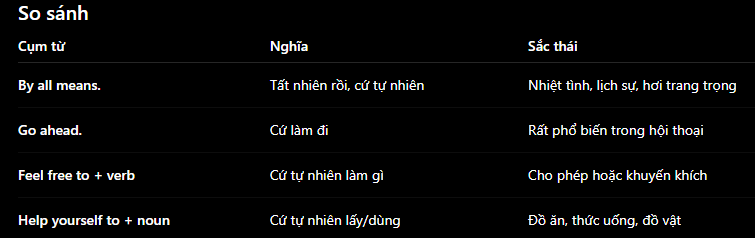 So sánh
Cụm từ Nghĩa Sắc thái
By all means. Tất nhiên rồi, cứ tự nhiên Nhiệt tình, lịch sự, hơi trang trọng
Go ahead. Cứ làm đi Rất phổ biến trong hội thoại
Feel free to + verb Cứ tự nhiên làm gì Cho phép hoặc khuyến khích
Help yourself to + noun Cứ tự nhiên lấy/dùng Đồ ăn, thức uống, đồ vật